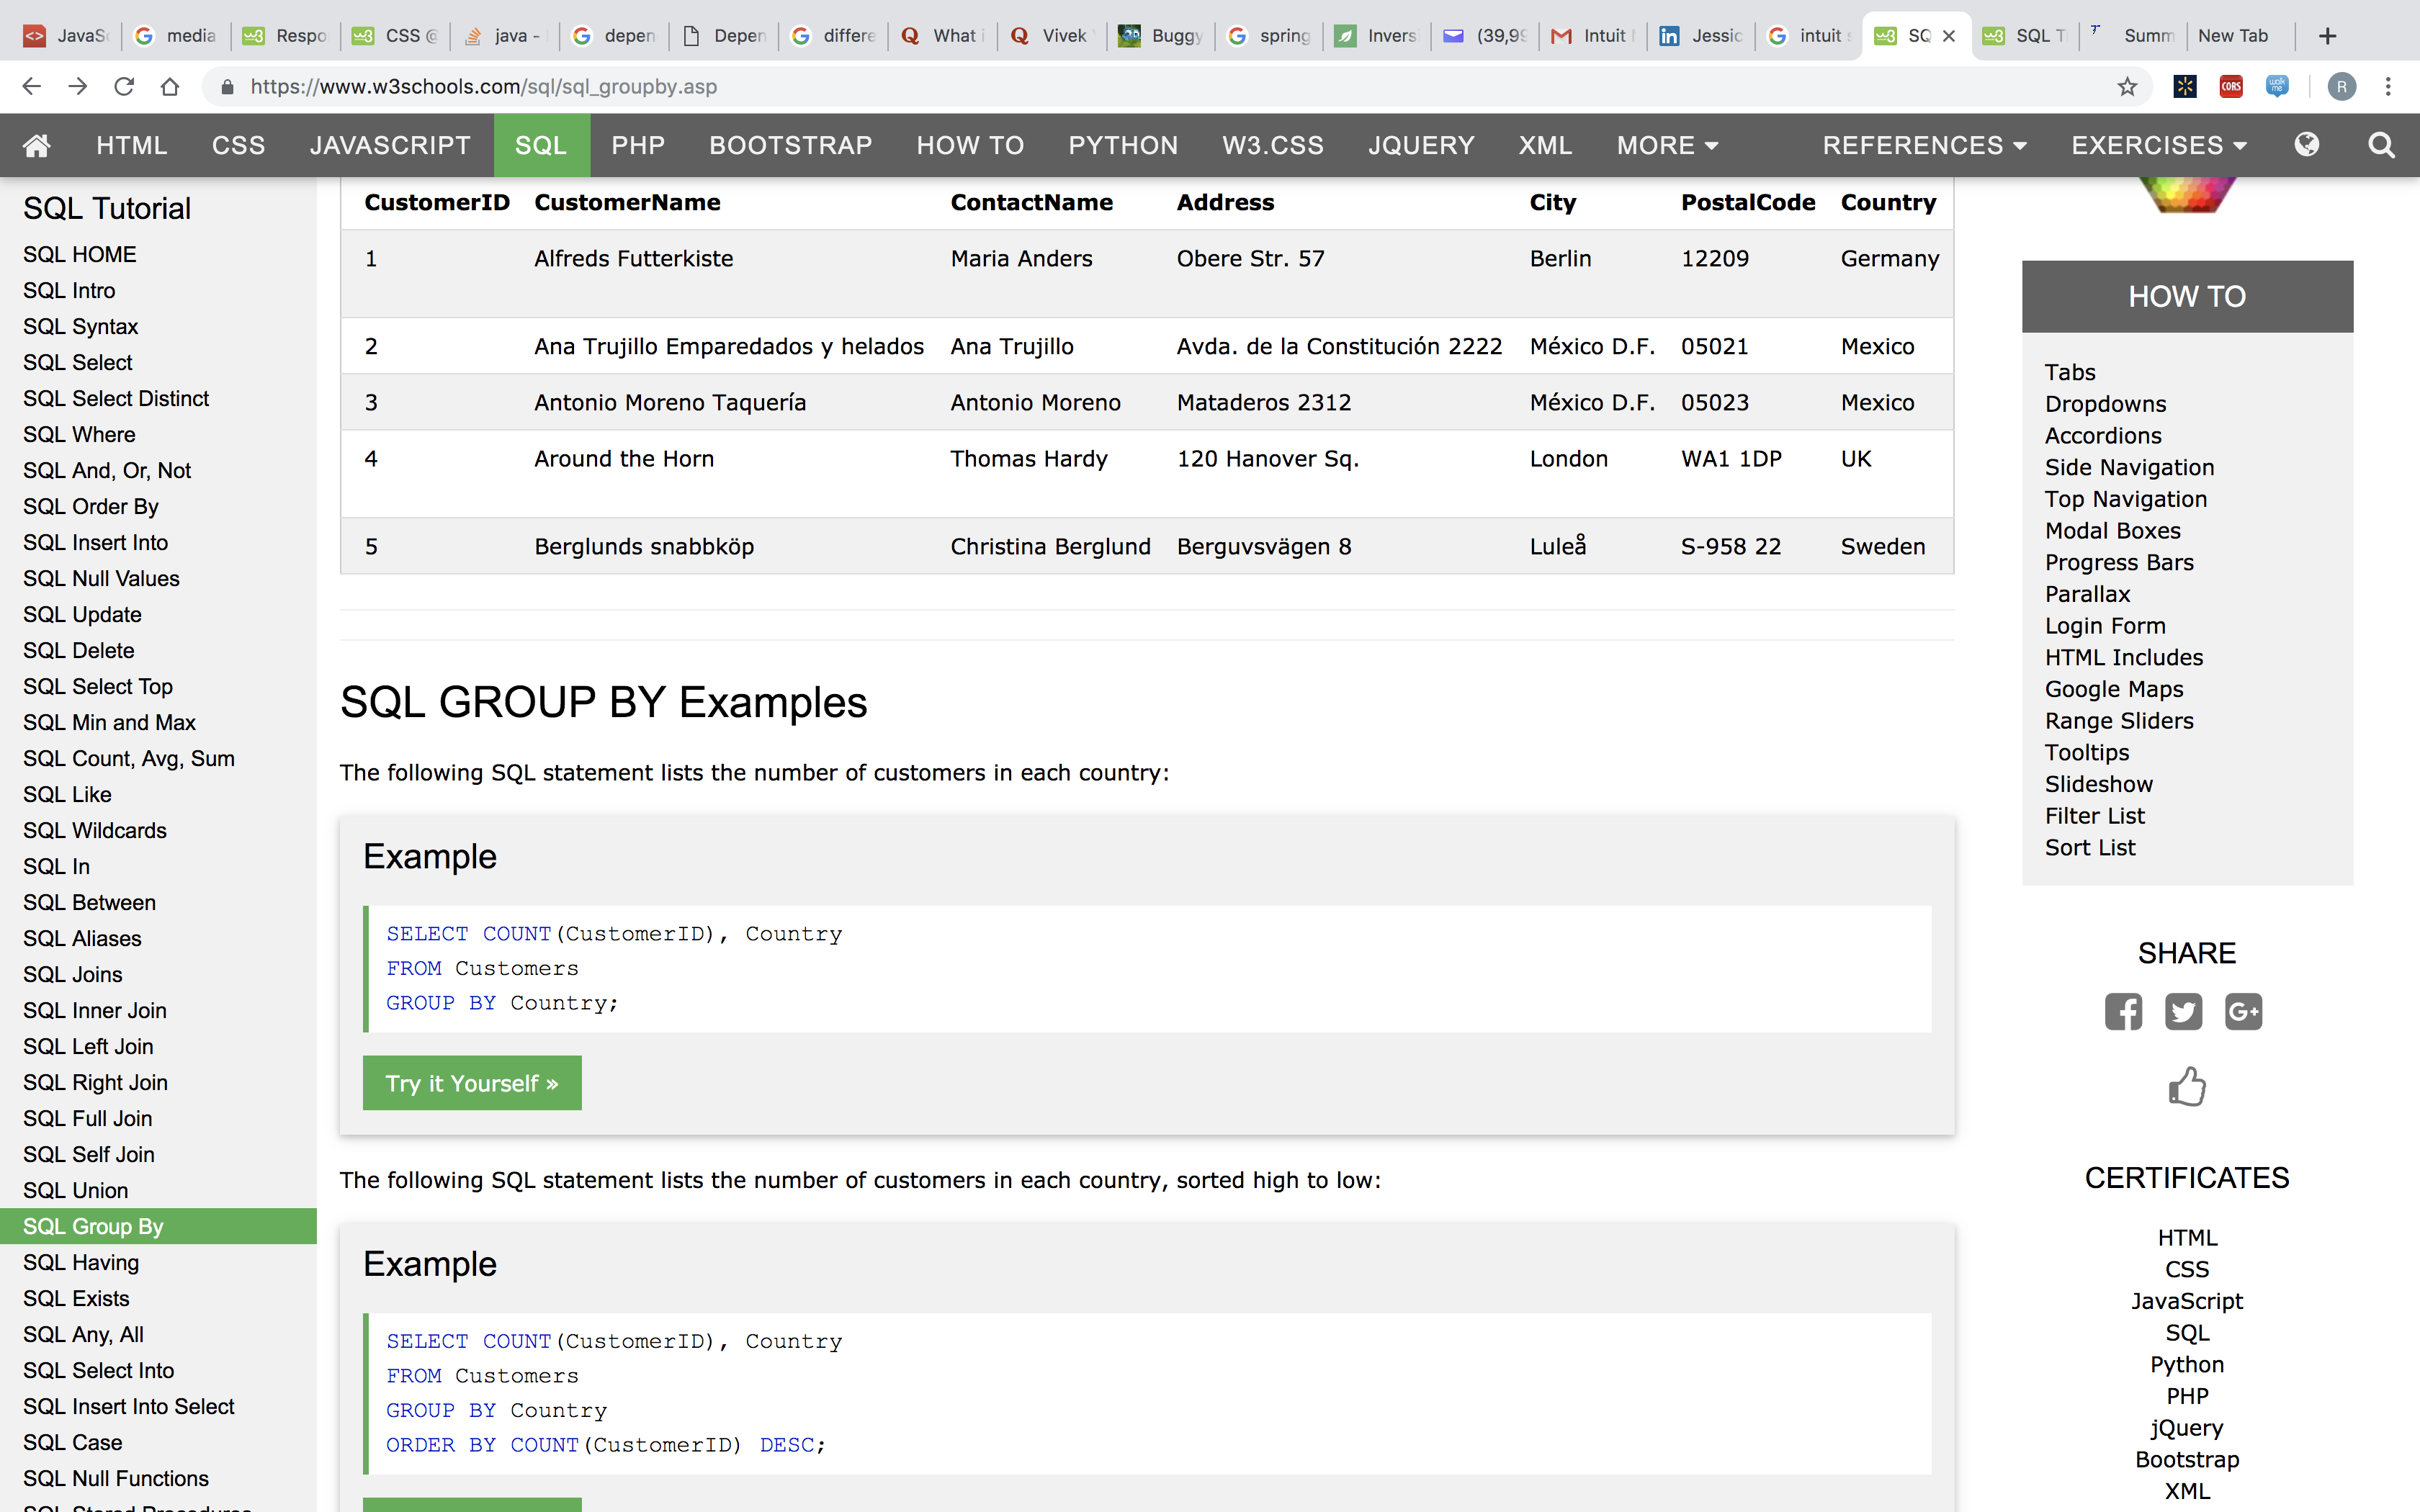 JavaSc
media
Respo
CSS @
java -
depen
Depen
differe
What i
Vivek
Buggy
spring
Invers
(39,99
Intuit
Jessic
intuit s
SQ
SQL T
Summ
New Tab
https://www.w3schools.com/sql/sql_groupby.asp
CORS
walk me
R
HTML CSS JAVASCRIPT SQL PHP BOOTSTRAP HOW TO PYTHON W3.CSS JQUERY XML MORE REFERENCES EXERCISES
SQL Tutorial
SQL HOME
SQL Intro
SQL Syntax
SQL Select
SQL Select Distinct
SQL Where
SQL And, Or, Not
SQL Order By
SQL Insert Into
SQL Null Values
SQL Update
SQL Delete
SQL Select Top
SQL Min and Max
SQL Count, Avg, Sum
SQL Like
SQL Wildcards
SQL In
SQL Between
SQL Aliases
SQL Joins
SQL Inner Join
SQL Left Join
SQL Right Join
SQL Full Join
SQL Self Join
SQL Union
SQL Group By
SQL Having
SQL Exists
SQL Any, All
SQL Select Into
SQL Insert Into Select
SQL Case
SQL Null Functions
CustomerID CustomerName ContactName Address City PostalCode Country
1 Alfreds Futterkiste Maria Anders Obere Str. 57 Berlin 12209 Germany
2 Ana Trujillo Emparedados y helados Ana Trujillo Avda. de la Constitución 2222 México D.F. 05021 Mexico
3 Antonio Moreno Taquería Antonio Moreno Mataderos 2312 México D.F. 05023 Mexico
4 Around the Horn Thomas Hardy 120 Hanover Sq. London WA1 1DP UK
5 Berglunds snabbköp Christina Berglund Berguvsvägen 8 Luleå S-958 22 Sweden
SQL GROUP BY Examples
The following SQL statement lists the number of customers in each country:
Example
SELECT COUNT(CustomerID), Country
FROM Customers
GROUP BY Country;
Try it Yourself »
The following SQL statement lists the number of customers in each country, sorted high to low:
Example
SELECT COUNT(CustomerID), Country
FROM Customers
GROUP BY Country
ORDER BY COUNT(CustomerID) DESC;
HOW TO
Tabs
Dropdowns
Accordions
Side Navigation
Top Navigation
Modal Boxes
Progress Bars
Parallax
Login Form
HTML Includes
Google Maps
Range Sliders
Tooltips
Slideshow
Filter List
Sort List
SHARE
CERTIFICATES
HTML
CSS
JavaScript
SQL
Python
PHP
jQuery
Bootstrap
XML